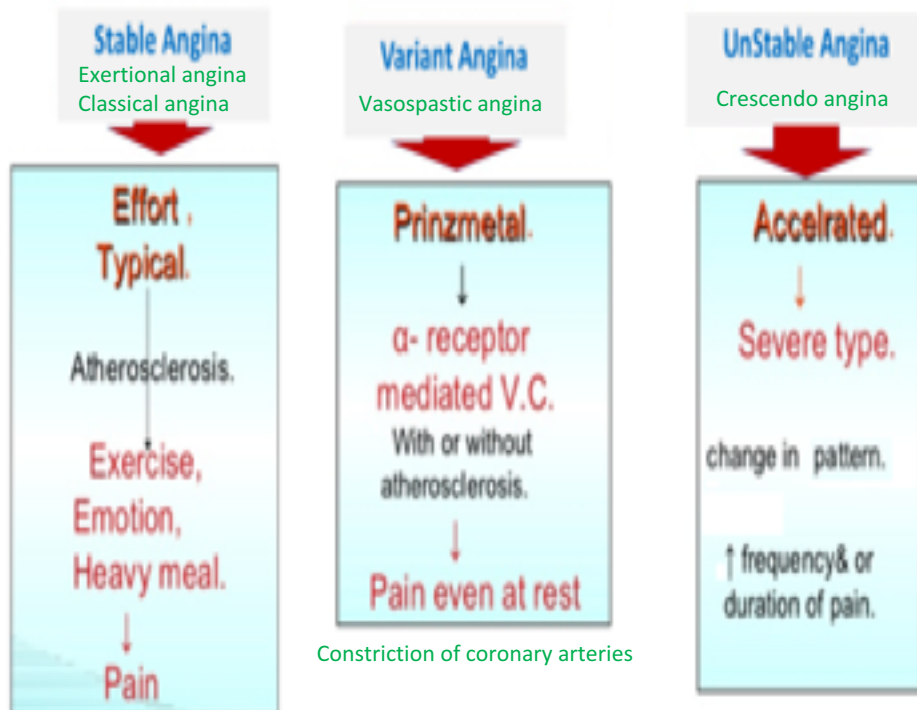 Stable Angina
Exertional angina
Classical angina
Effort ,
Typical.
Atherosclerosis.
Exercise,
Emotion,
Heavy meal.
Pain
Variant Angina
Vasospastic angina
Prinzmetal.
α- receptor
mediated V.C.
With or without
atherosclerosis.
Pain even at rest
Constriction of coronary arteries
UnStable Angina
Crescendo angina
Accelrated.
Severe type.
change in pattern.
↑ frequency& or
duration of pain.